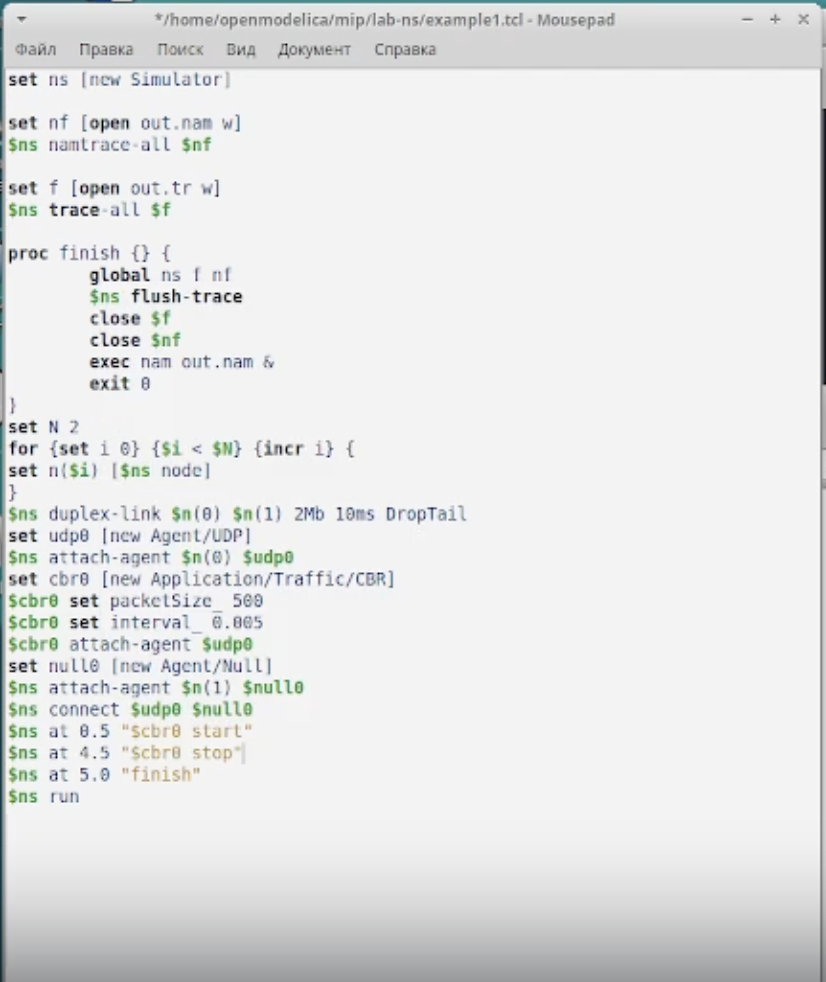 */home/openmodelica/mip/lab-ns/example1.tcl - Mousepad
Файл Правка Поиск Вид Документ Справка
set ns [new Simulator]

set nf [open out.nam w]
$ns namtrace-all $nf

set f [open out.tr w]
$ns trace-all $f

proc finish {} {
        global ns f nf
        $ns flush-trace
        close $f
        close $nf
        exec nam out.nam &
        exit 0
}
set N 2
for {set i 0} {$i < $N} {incr i} {
set n($i) [$ns node]
}
$ns duplex-link $n(0) $n(1) 2Mb 10ms DropTail
set udp0 [new Agent/UDP]
$ns attach-agent $n(0) $udp0
set cbr0 [new Application/Traffic/CBR]
$cbr0 set packetSize_ 500
$cbr0 set interval_ 0.005
$cbr0 attach-agent $udp0
set null0 [new Agent/Null]
$ns attach-agent $n(1) $null0
$ns connect $udp0 $null0
$ns at 0.5 "$cbr0 start"
$ns at 4.5 "$cbr0 stop"
$ns at 5.0 "finish"
$ns run